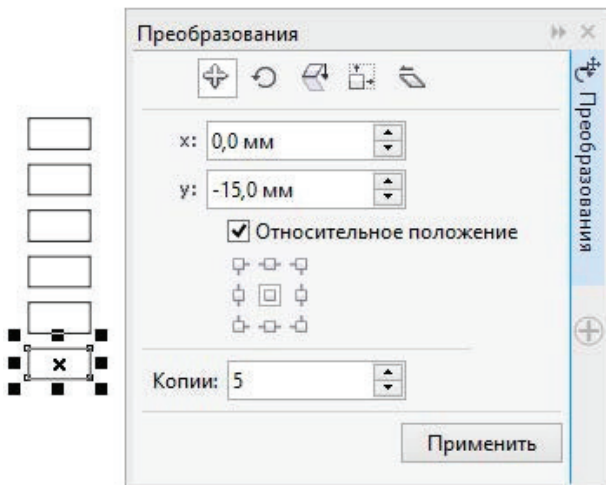 Преобразования
Преобразования
x: 0,0 мм
y: -15,0 мм
Относительное положение
Копии: 5
Применить